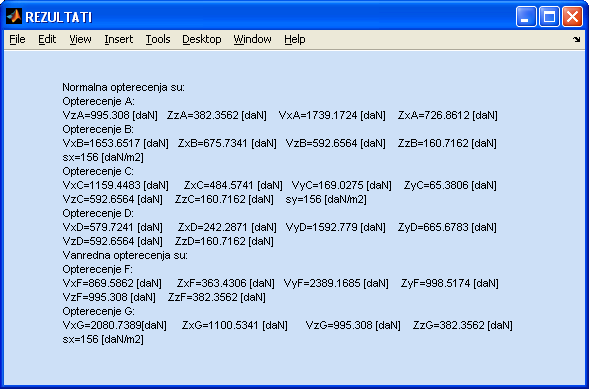 REZULTATI
File Edit View Insert Tools Desktop Window Help
Normalna opterecenja su:
Opterecenje A:
VzA=995.308 [daN] ZzA=382.3562 [daN] VxA=1739.1724 [daN] ZxA=726.8612 [daN]
Opterecenje B:
VxB=1653.6517 [daN] ZxB=675.7341 [daN] VzB=592.6564 [daN] ZzB=160.7162 [daN]
sx=156 [daN/m2]
Opterecenje C:
VxC=1159.4483 [daN] ZxC=484.5741 [daN] VyC=169.0275 [daN] ZyC=65.3806 [daN]
VzC=592.6564 [daN] ZzC=160.7162 [daN] sy=156 [daN/m2]
Opterecenje D:
VxD=579.7241 [daN] ZxD=242.2871 [daN] VyD=1592.779 [daN] ZyD=665.6783 [daN]
VzD=592.6564 [daN] ZzD=160.7162 [daN]
Vanredna opterecenja su:
Opterecenje F:
VxF=869.5862 [daN] ZxF=363.4306 [daN] VyF=2389.1685 [daN] ZyF=998.5174 [daN]
VzF=995.308 [daN] ZzF=382.3562 [daN]
Opterecenje G:
VxG=2080.7389[daN] ZxG=1100.5341 [daN] VzG=995.308 [daN] ZzG=382.3562 [daN]
sx=156 [daN/m2]